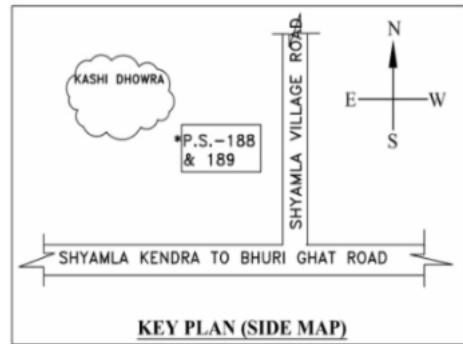 N
KASHI DHOWRA
SHYAMLA VILLAGE ROAD
E W
*P.S.-188
& 189
S
SHYAMLA KENDRA TO BHURI GHAT ROAD
KEY PLAN (SIDE MAP)